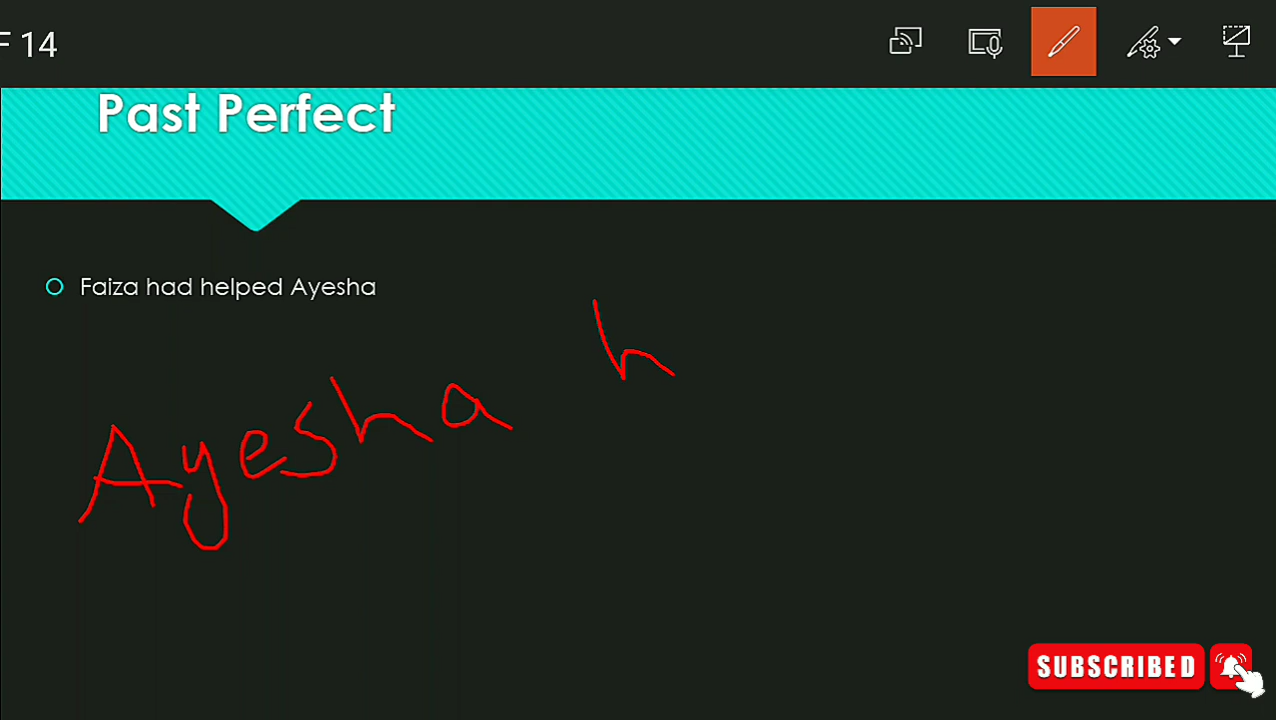 F 14
Past Perfect
Faiza had helped Ayesha
Ayesha h
SUBSCRIBED